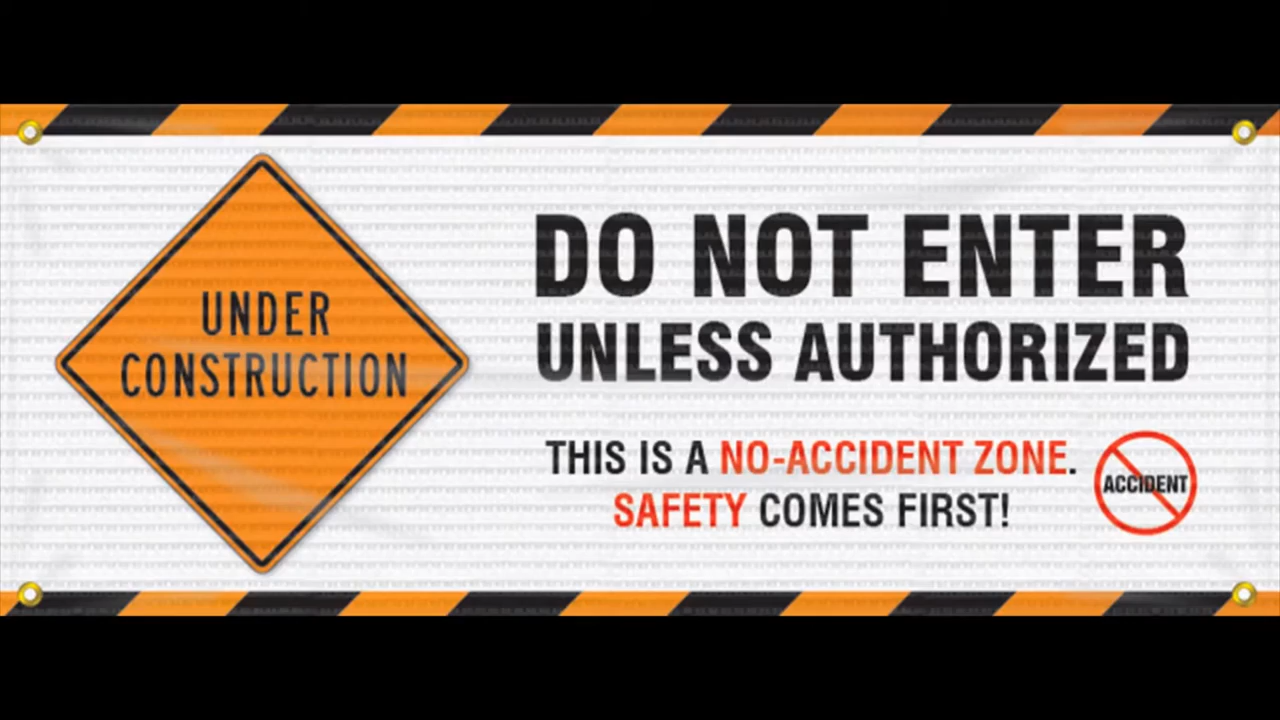 UNDER
CONSTRUCTION
DO NOT ENTER
UNLESS AUTHORIZED
THIS IS A NO-ACCIDENT ZONE.
SAFETY COMES FIRST!
ACCIDENT